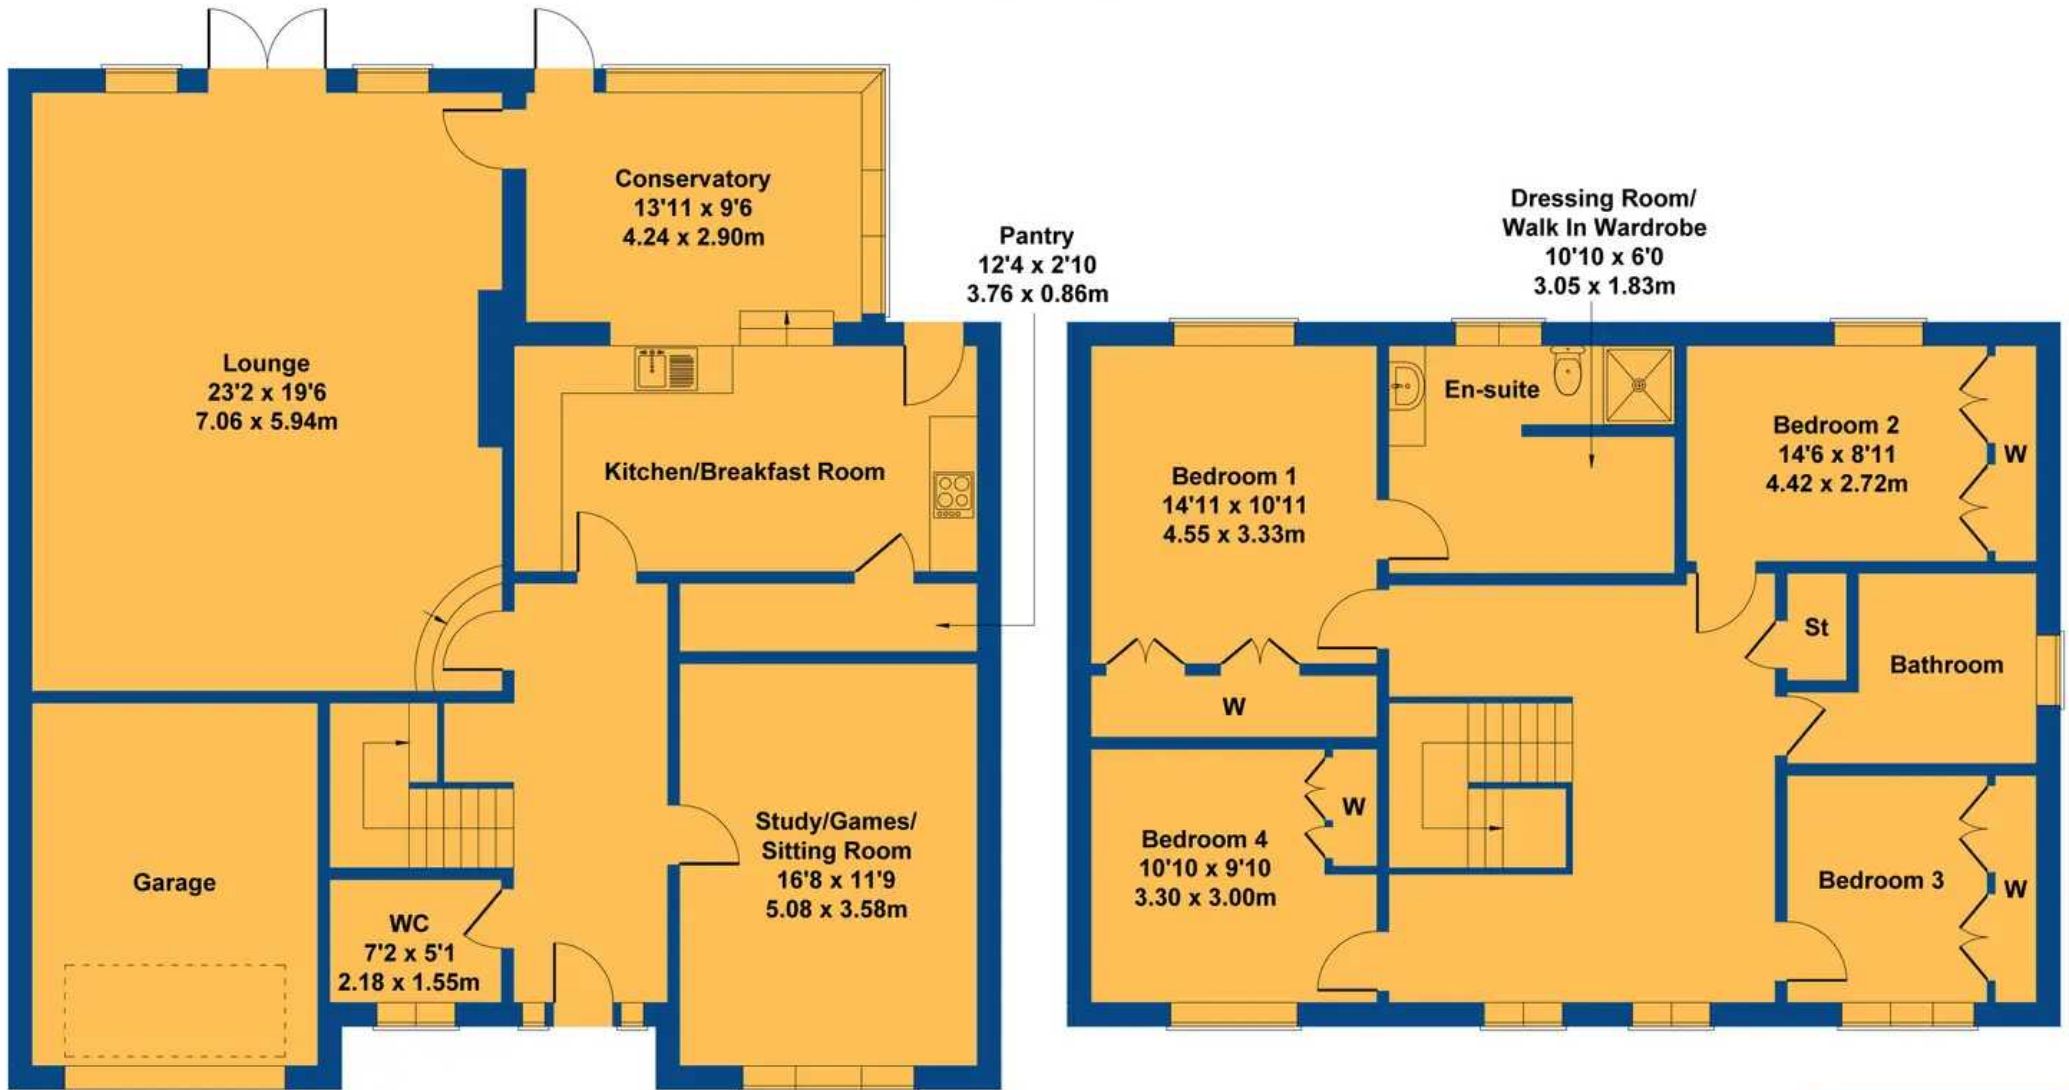 Conservatory
13'11 x 9'6
4.24 x 2.90m
Pantry
12'4 x 2'10
3.76 x 0.86m
Lounge
23'2 x 19'6
7.06 x 5.94m
Kitchen/Breakfast Room
Study/Games/
Sitting Room
16'8 x 11'9
5.08 x 3.58m
Garage
WC
7'2 x 5'1
2.18 x 1.55m
Dressing Room/
Walk In Wardrobe
10'10 x 6'0
3.05 x 1.83m
En-suite
Bedroom 1
14'11 x 10'11
4.55 x 3.33m
W
Bedroom 2
14'6 x 8'11
4.42 x 2.72m
W
St
Bathroom
Bedroom 4
10'10 x 9'10
3.30 x 3.00m
W
Bedroom 3
W